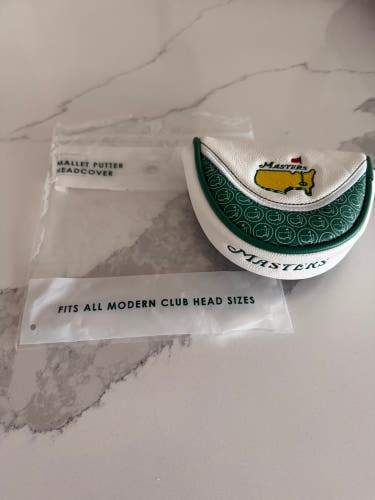 MALLET PUTTER
HEADCOVER
MASTERS
MASTERS
FITS ALL MODERN CLUB HEAD SIZES